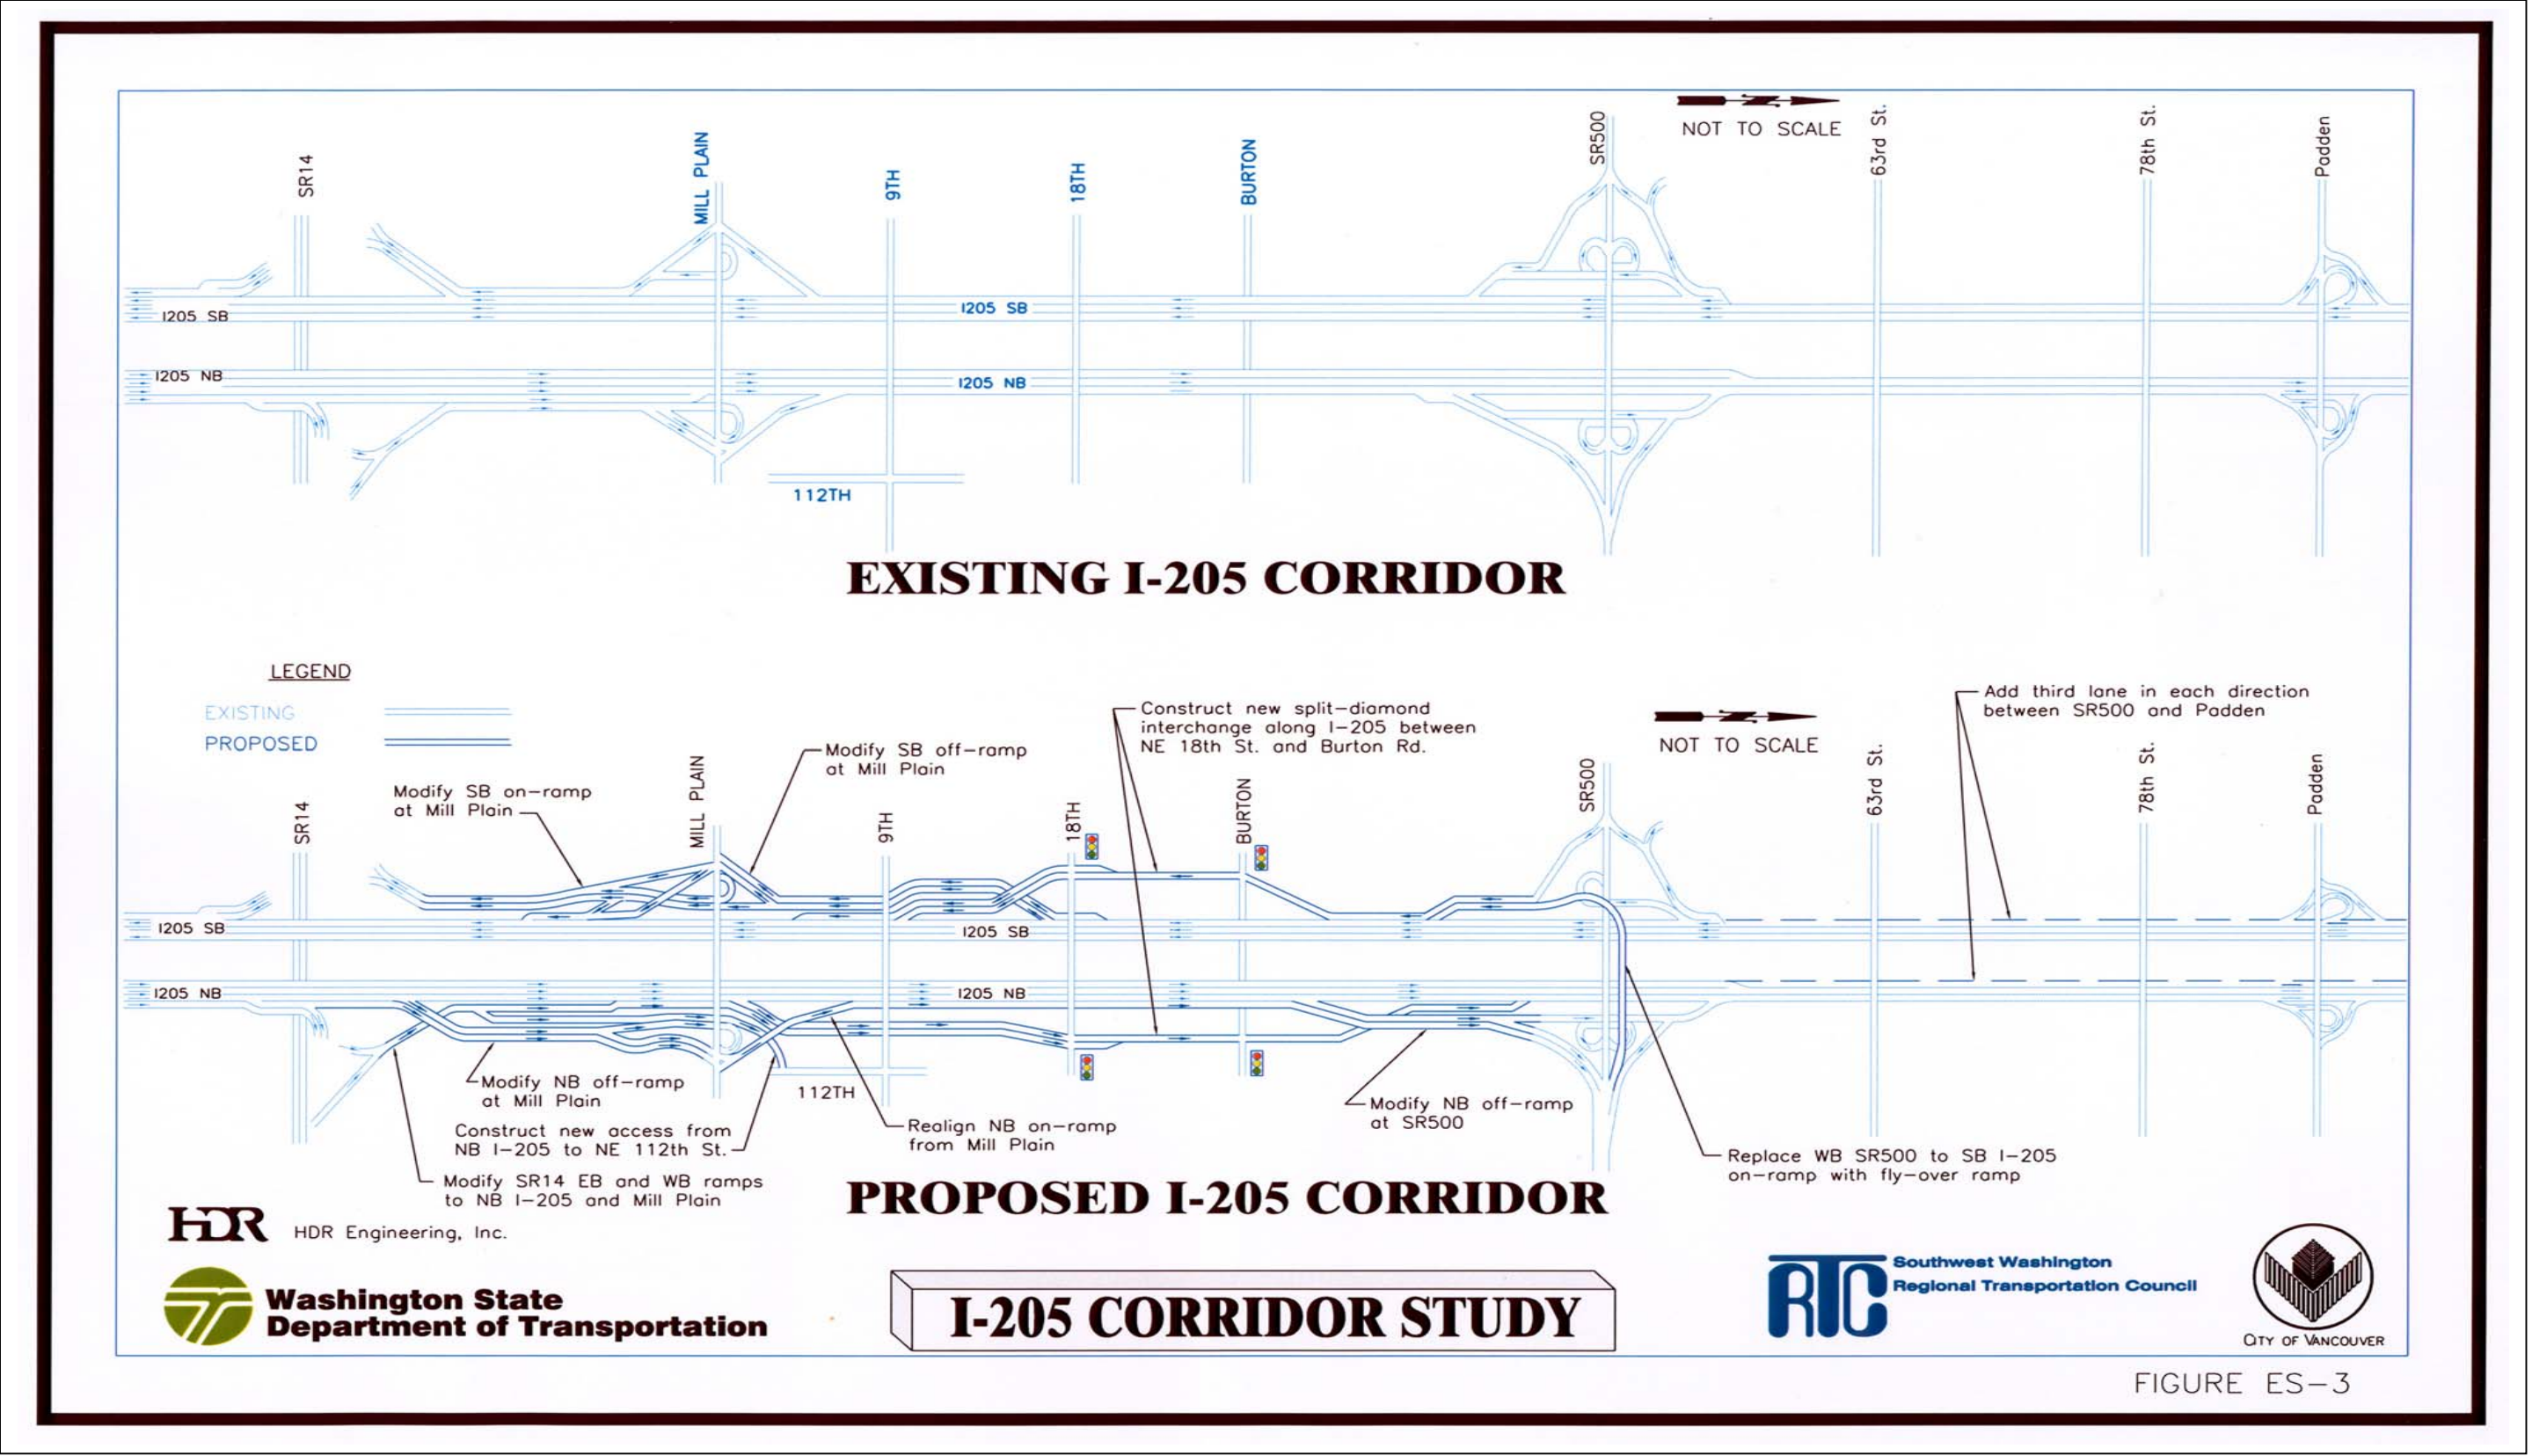 SR14
MILL PLAIN
9TH
18TH
BURTON
SR500
NOT TO SCALE
63rd St.
78th St.
Padden
I205 SB
I205 SB
I205 NB
I205 NB
112TH
EXISTING I-205 CORRIDOR
LEGEND
EXISTING
PROPOSED
Modify SB on-ramp
at Mill Plain
Modify SB off-ramp
at Mill Plain
Construct new split-diamond
interchange along I-205 between
NE 18th St. and Burton Rd.
NOT TO SCALE
Add third lane in each direction
between SR500 and Padden
SR14
MILL PLAIN
9TH
18TH
BURTON
SR500
63rd St.
78th St.
Padden
I205 SB
I205 SB
I205 NB
I205 NB
112TH
Modify NB off-ramp
at Mill Plain
Construct new access from
NB I-205 to NE 112th St.
Modify SR14 EB and WB ramps
to NB I-205 and Mill Plain
Realign NB on-ramp
from Mill Plain
Modify NB off-ramp
at SR500
Replace WB SR500 to SB I-205
on-ramp with fly-over ramp
PROPOSED I-205 CORRIDOR
HDR
HDR Engineering, Inc.
Washington State
Department of Transportation
I-205 CORRIDOR STUDY
RTC
Southwest Washington
Regional Transportation Council
CITY OF VANCOUVER
FIGURE ES-3